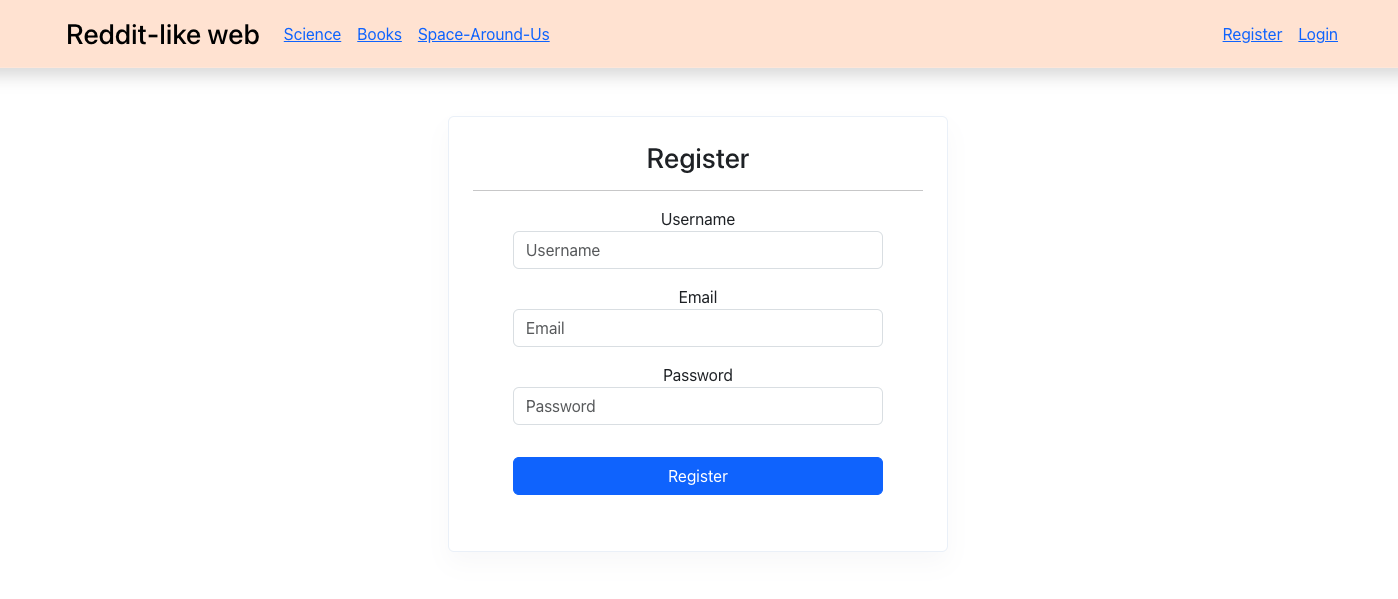 Reddit-like web Science Books Space-Around-Us Register Login
Register
Username
Username
Email
Email
Password
Password
Register